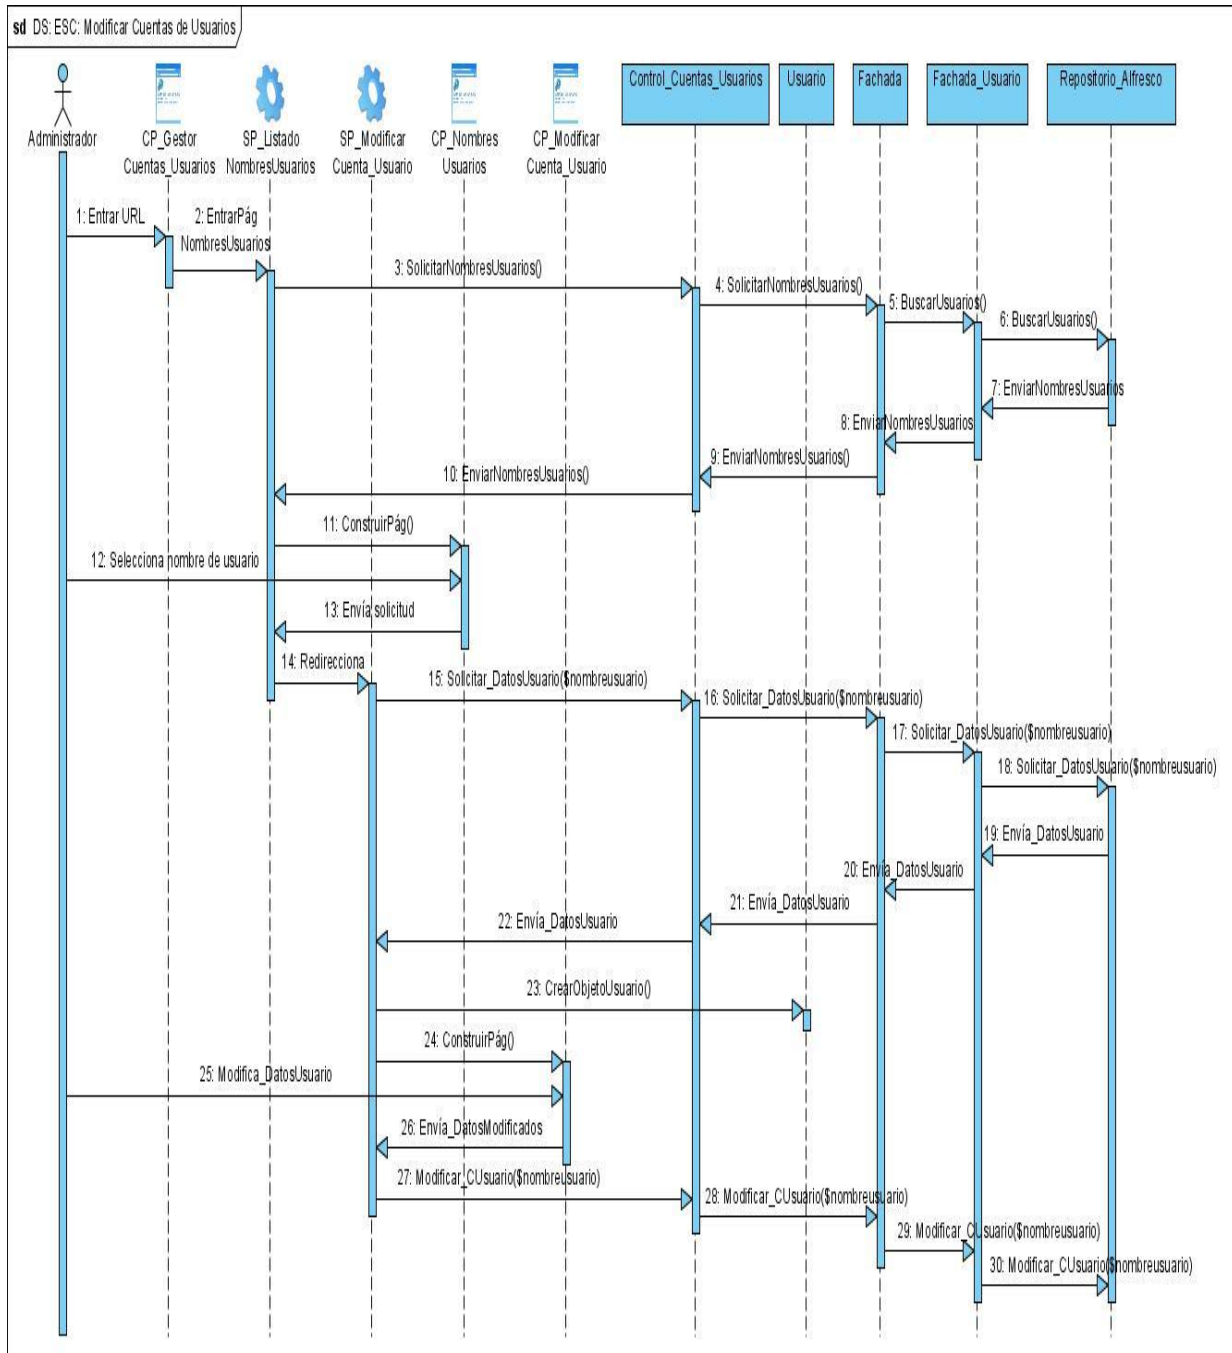 sd DS: ESC: Modificar Cuentas de Usuarios
Administrador
CP_Gestor
Cuentas_Usuarios
SP_Listado
NombresUsuarios
SP_Modificar
Cuenta_Usuario
CP_Nombres
Usuarios
CP_Modificar
Cuenta_Usuario
Control_Cuentas_Usuarios
Usuario
Fachada
Fachada_Usuario
Repositorio_Alfresco
1: Entrar URL
2: EntrarPág
NombresUsuarios
3: SolicitarNombresUsuarios()
4: SolicitarNombresUsuarios()
5: BuscarUsuarios()
6: BuscarUsuarios()
7: EnviarNombresUsuarios
8: EnviarNombresUsuarios
9: EnviarNombresUsuarios()
10: EnviarNombresUsuarios()
11: ConstruirPág()
12: Selecciona nombre de usuario
13: Envía solicitud
14: Redirecciona
15: Solicitar_DatosUsuario($nombreusuario)
16: Solicitar_DatosUsuario($nombreusuario)
17: Solicitar_DatosUsuario($nombreusuario)
18: Solicitar_DatosUsuario($nombreusuario)
19: Envía_DatosUsuario
20: Envía_DatosUsuario
21: Envía_DatosUsuario
22: Envía_DatosUsuario
23: CrearObjetoUsuario()
24: ConstruirPág()
25: Modifica_DatosUsuario
26: Envía_DatosModificados
27: Modificar_CUsuario($nombreusuario)
28: Modificar_CUsuario($nombreusuario)
29: Modificar_CUsuario($nombreusuario)
30: Modificar_CUsuario($nombreusuario)